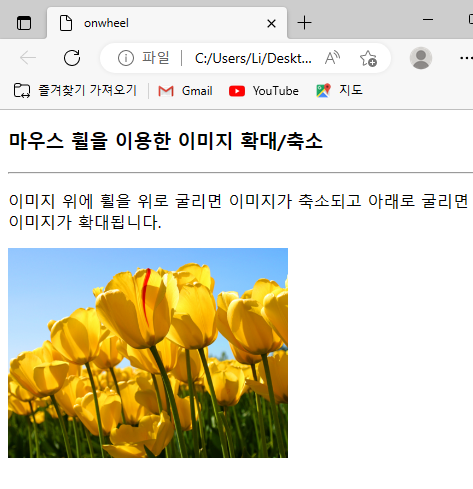 onwheel
파일
C:/Users/Li/Deskt...
즐겨찾기 가져오기
Gmail
YouTube
지도
마우스 휠을 이용한 이미지 확대/축소
이미지 위에 휠을 위로 굴리면 이미지가 축소되고 아래로 굴리면
이미지가 확대됩니다.